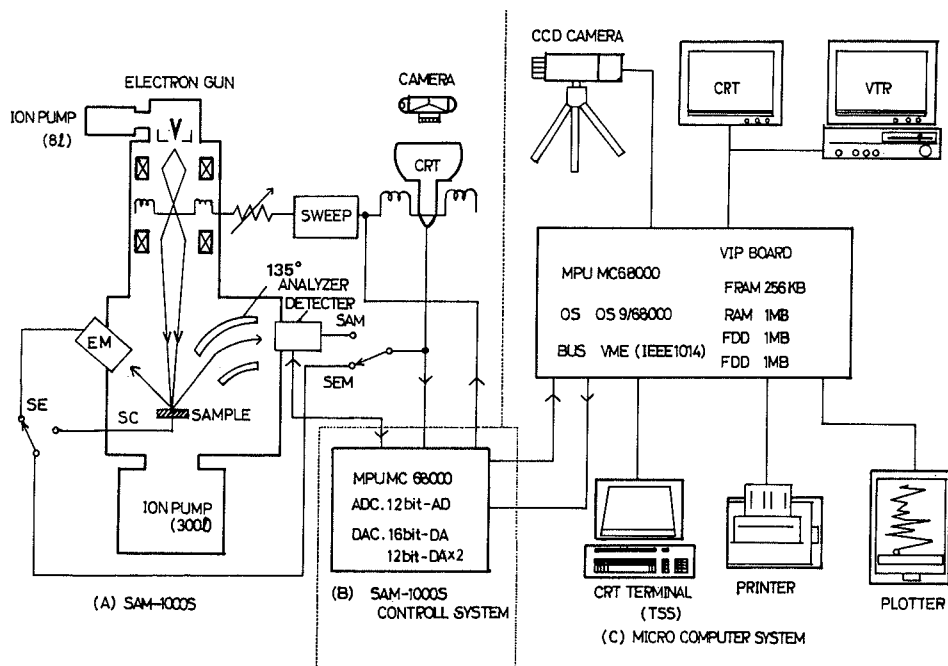 ELECTRON GUN
ION PUMP
(8ℓ)
CAMERA
CRT
SWEEP
135°
ANALYZER
DETECTER
SAM
SEM
EM
SE
SC
SAMPLE
ION PUMP
(300ℓ)
(A) SAM-1000S
MPU MC 68000
ADC. 12bit-AD
DAC. 16bit-DA
12bit-DA×2
(B) SAM-1000S
CONTROLL SYSTEM
CCD CAMERA
CRT
VTR
VIP BOARD
MPU MC68000
FRAM 256KB
OS OS 9/68000
RAM 1MB
FDD 1MB
BUS VME (IEEE1014)
FDD 1MB
CRT TERMINAL
(TSS)
PRINTER
PLOTTER
(C) MICRO COMPUTER SYSTEM